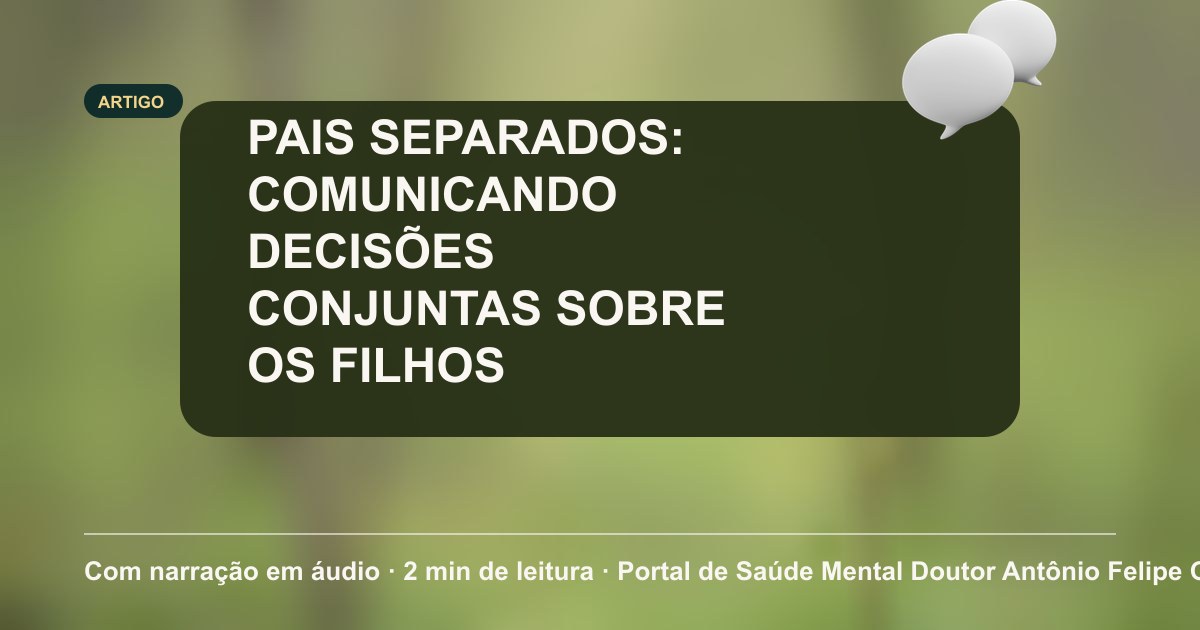 ARTIGO
PAIS SEPARADOS:
COMUNICANDO
DECISÕES
CONJUNTAS SOBRE
OS FILHOS
Com narração em áudio · 2 min de leitura · Portal de Saúde Mental Doutor Antônio Felipe